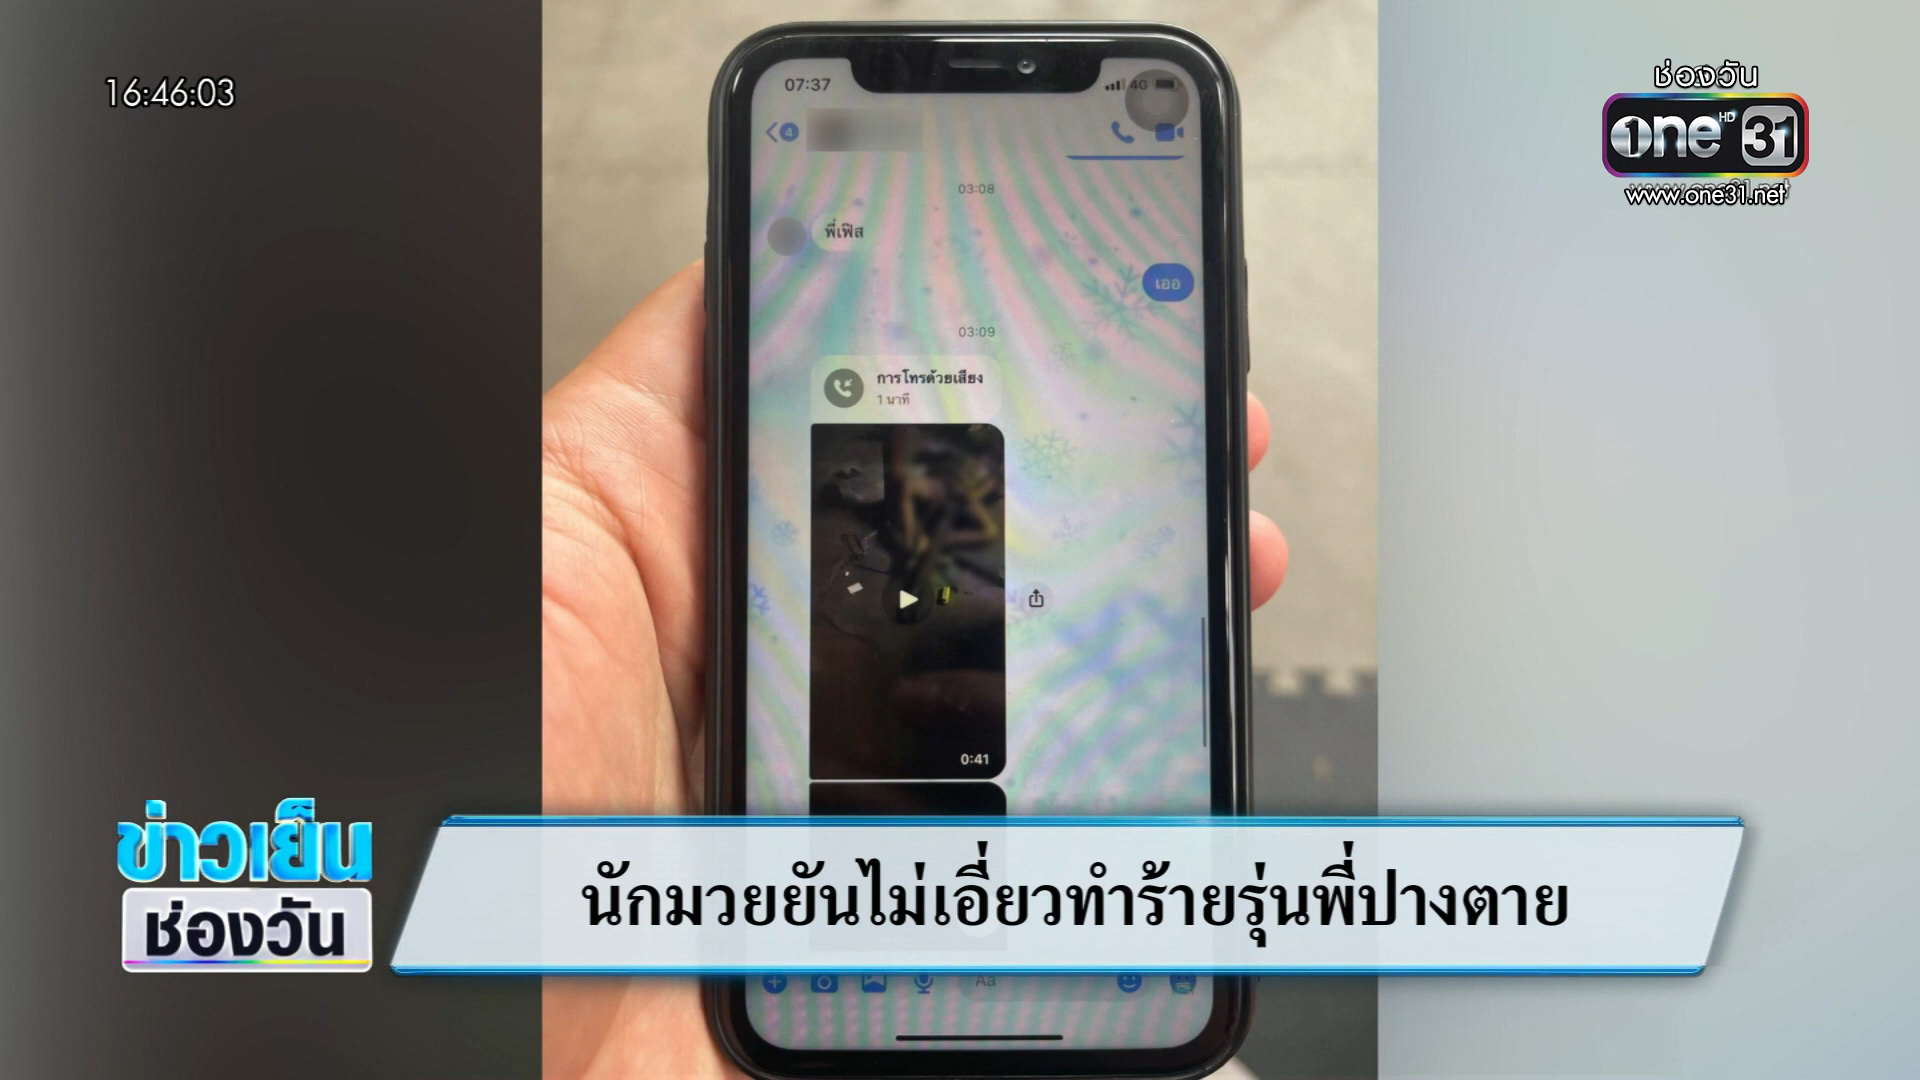 16:46:03
ช่องวัน
one HD 31
www.one31.net
07:37
4G
4
03:08
พี่เฟิส
เออ
03:09
การโทรด้วยเสียง
1 นาที
0:41
ข่าวเย็น
ช่องวัน
นักมวยยันไม่เอี่ยวทำร้ายรุ่นพี่ปางตาย
Aa